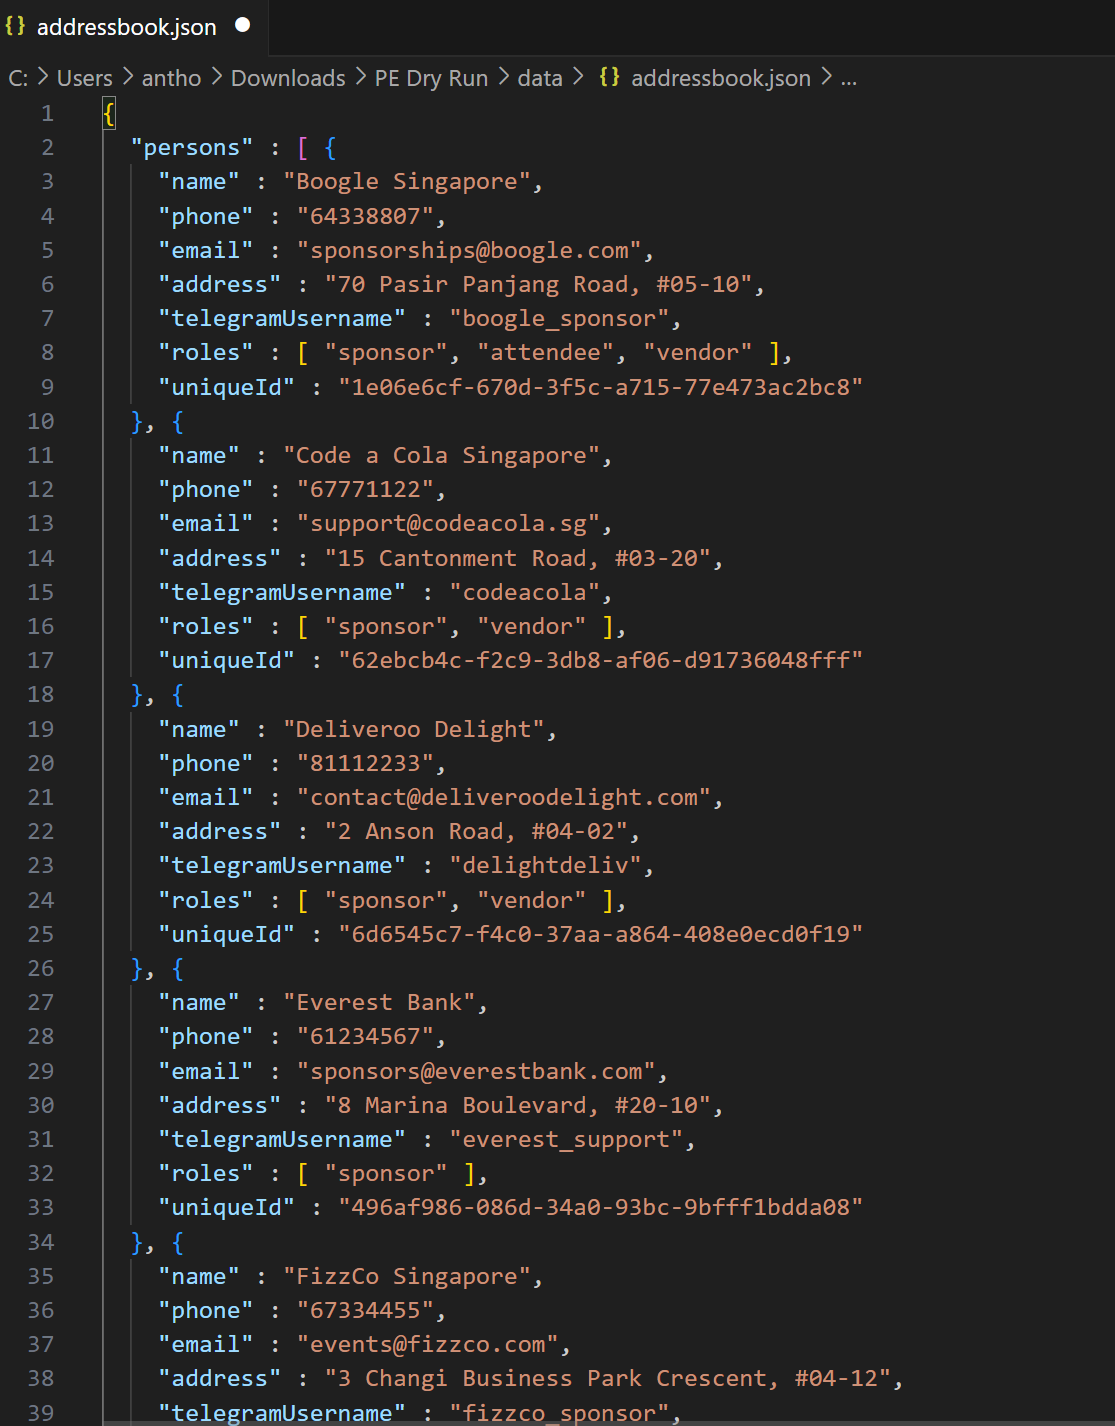 {} addressbook.json ●
C: > Users > antho > Downloads > PE Dry Run > data > {} addressbook.json > ...
1 {
2 "persons" : [ {
3 "name" : "Boogle Singapore",
4 "phone" : "64338807",
5 "email" : "sponsorships@boogle.com",
6 "address" : "70 Pasir Panjang Road, #05-10",
7 "telegramUsername" : "boogle_sponsor",
8 "roles" : [ "sponsor", "attendee", "vendor" ],
9 "uniqueId" : "1e06e6cf-670d-3f5c-a715-77e473ac2bc8"
10 }, {
11 "name" : "Code a Cola Singapore",
12 "phone" : "67771122",
13 "email" : "support@codeacola.sg",
14 "address" : "15 Cantonment Road, #03-20",
15 "telegramUsername" : "codeacola",
16 "roles" : [ "sponsor", "vendor" ],
17 "uniqueId" : "62ebcb4c-f2c9-3db8-af06-d91736048fff"
18 }, {
19 "name" : "Deliveroo Delight",
20 "phone" : "81112233",
21 "email" : "contact@deliveroodelight.com",
22 "address" : "2 Anson Road, #04-02",
23 "telegramUsername" : "delightdeliv",
24 "roles" : [ "sponsor", "vendor" ],
25 "uniqueId" : "6d6545c7-f4c0-37aa-a864-408e0ecd0f19"
26 }, {
27 "name" : "Everest Bank",
28 "phone" : "61234567",
29 "email" : "sponsors@everestbank.com",
30 "address" : "8 Marina Boulevard, #20-10",
31 "telegramUsername" : "everest_support",
32 "roles" : [ "sponsor" ],
33 "uniqueId" : "496af986-086d-34a0-93bc-9bfff1bdda08"
34 }, {
35 "name" : "FizzCo Singapore",
36 "phone" : "67334455",
37 "email" : "events@fizzco.com",
38 "address" : "3 Changi Business Park Crescent, #04-12",
39 "telegramUsername" : "fizzco_sponsor",